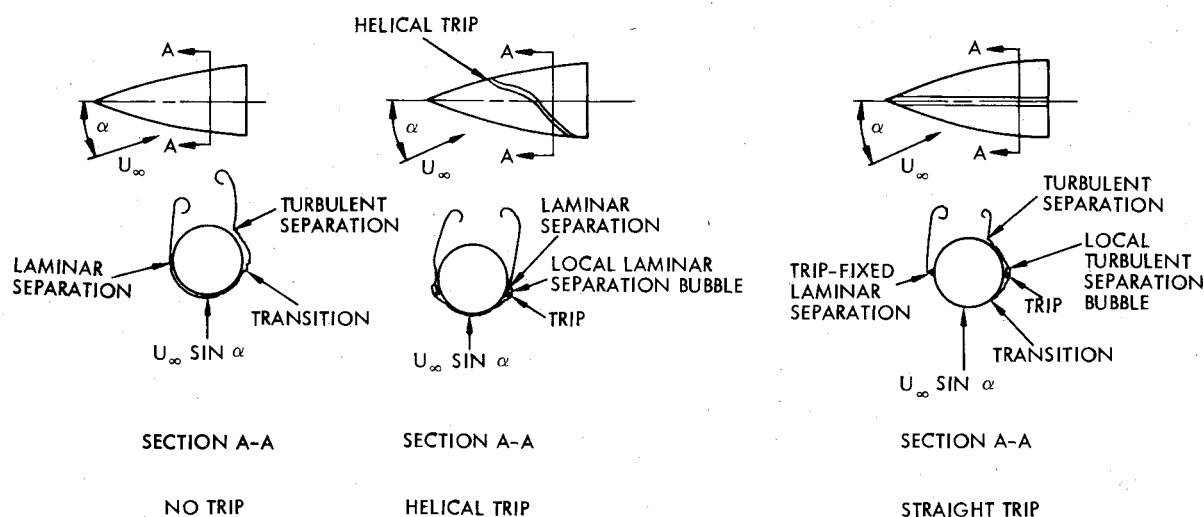 HELICAL TRIP
A
A
α
U∞
A
A
α
U∞
A
A
α
U∞
TURBULENT
SEPARATION
LAMINAR
SEPARATION
TRANSITION
U∞ SIN α
LAMINAR
SEPARATION
LOCAL LAMINAR
SEPARATION BUBBLE
TRIP
U∞ SIN α
TURBULENT
SEPARATION
LOCAL
TURBULENT
SEPARATION
BUBBLE
TRIP-FIXED
LAMINAR
SEPARATION
TRIP
TRANSITION
U∞ SIN α
SECTION A-A
SECTION A-A
SECTION A-A
NO TRIP
HELICAL TRIP
STRAIGHT TRIP